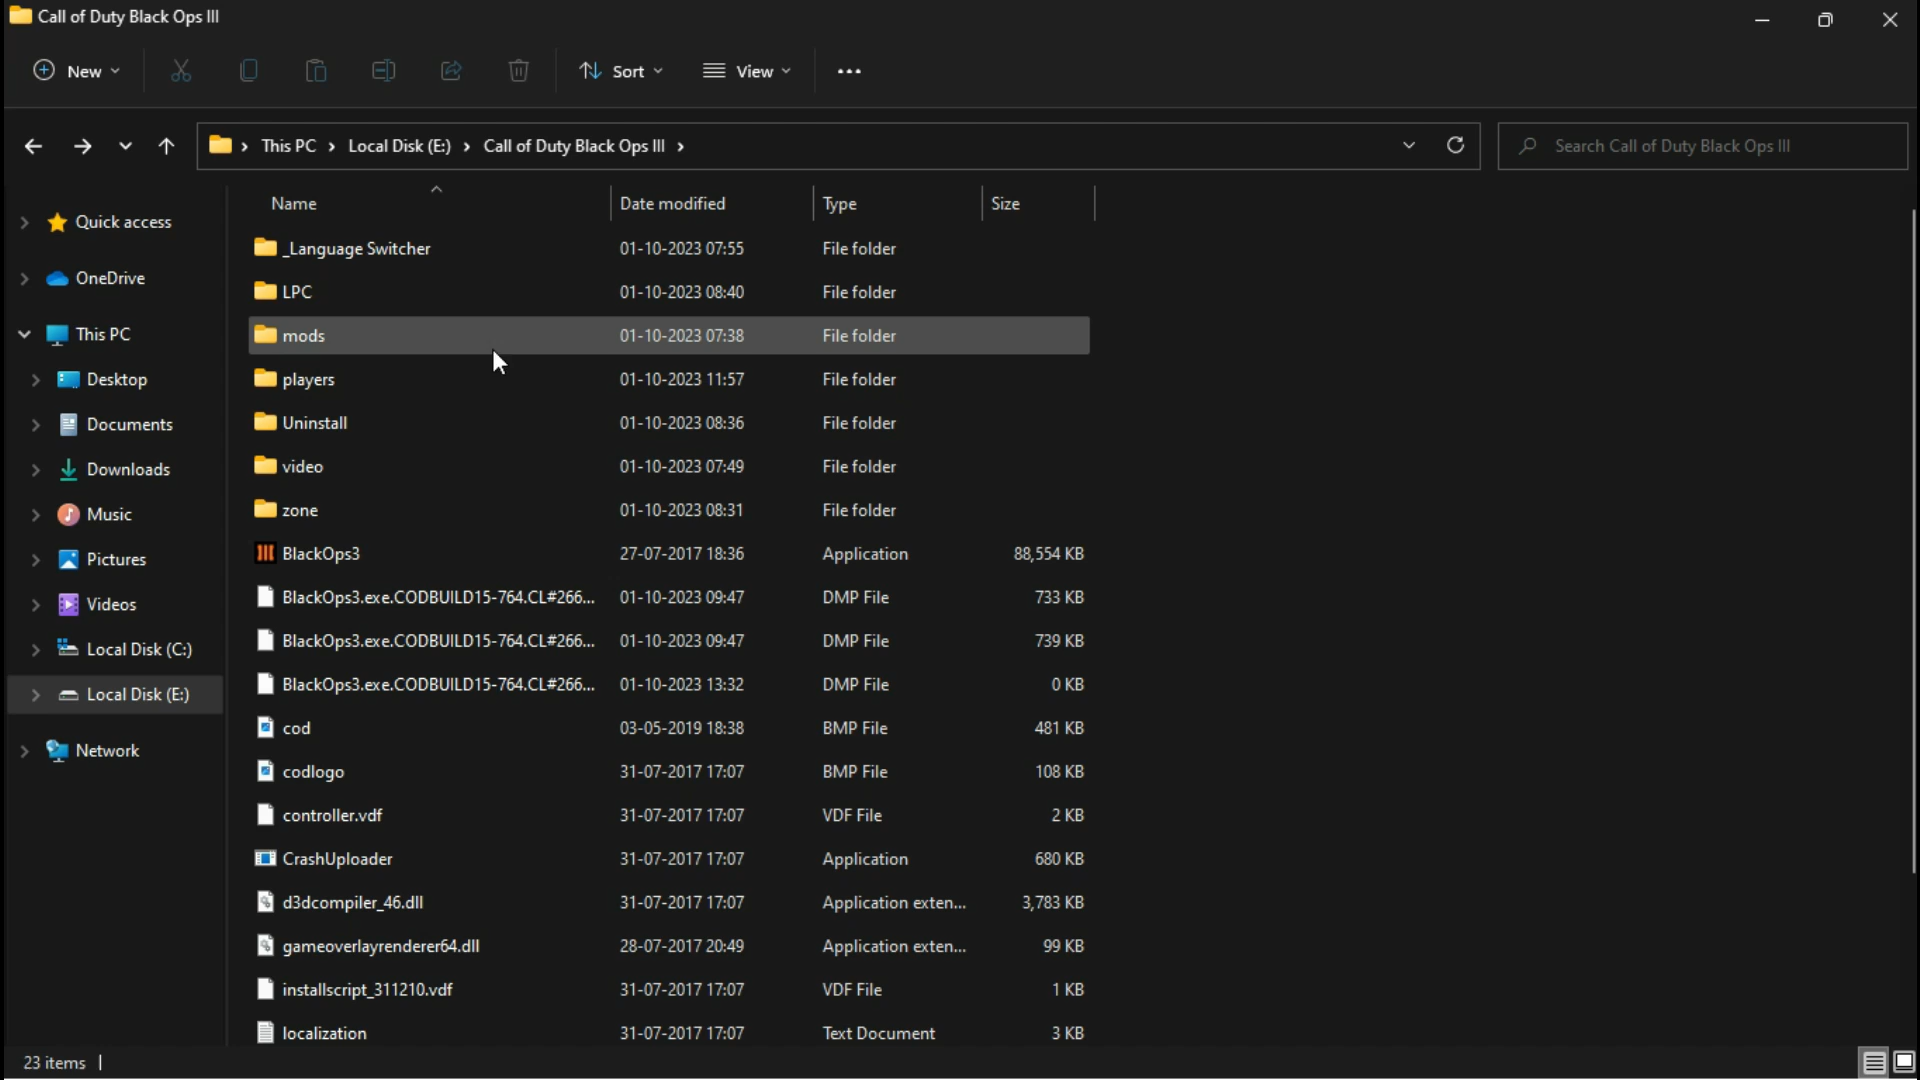 Call of Duty Black Ops III
New Sort View
This PC Local Disk (E:) Call of Duty Black Ops III Search Call of Duty Black Ops III
Name Date modified Type Size
Quick access
OneDrive
This PC
Desktop
Documents
Downloads
Music
Pictures
Videos
Local Disk (C:)
Local Disk (E:)
Network
_Language Switcher 01-10-2023 07:55 File folder
LPC 01-10-2023 08:40 File folder
mods 01-10-2023 07:38 File folder
players 01-10-2023 11:57 File folder
Uninstall 01-10-2023 08:36 File folder
video 01-10-2023 07:49 File folder
zone 01-10-2023 08:31 File folder
BlackOps3 27-07-2017 18:36 Application 88,554 KB
BlackOps3.exe.CODBUILD15-764.CL#266... 01-10-2023 09:47 DMP File 733 KB
BlackOps3.exe.CODBUILD15-764.CL#266... 01-10-2023 09:47 DMP File 739 KB
BlackOps3.exe.CODBUILD15-764.CL#266... 01-10-2023 13:32 DMP File 0 KB
cod 03-05-2019 18:38 BMP File 481 KB
codlogo 31-07-2017 17:07 BMP File 108 KB
controller.vdf 31-07-2017 17:07 VDF File 2 KB
CrashUploader 31-07-2017 17:07 Application 680 KB
d3dcompiler_46.dll 31-07-2017 17:07 Application exten... 3,783 KB
gameoverlayrenderer64.dll 28-07-2017 20:49 Application exten... 99 KB
installscript_311210.vdf 31-07-2017 17:07 VDF File 1 KB
localization 31-07-2017 17:07 Text Document 3 KB
23 items